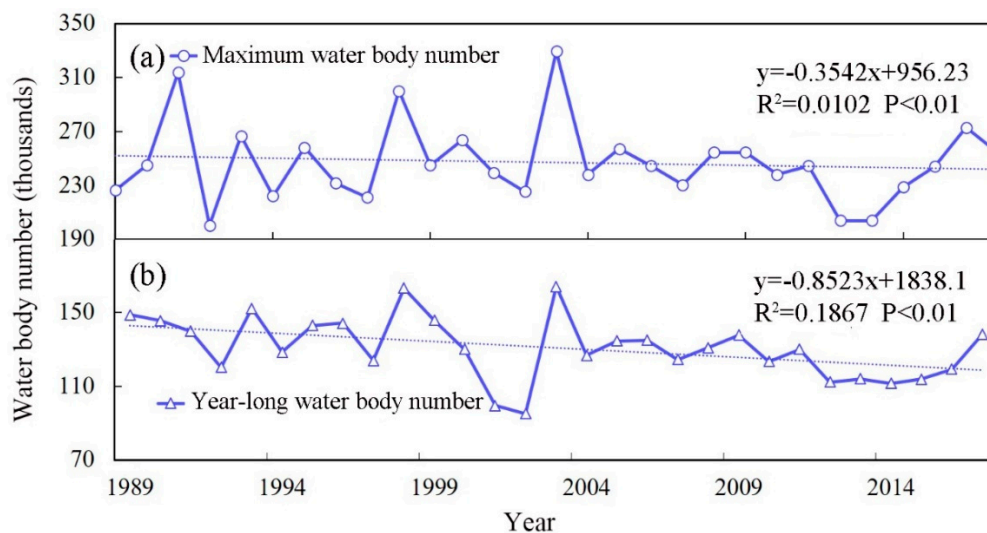 350
310
270
230
190
(a)
Maximum water body number
y=-0.3542x+956.23
R²=0.0102 P<0.01
Water body number (thousands)
150
110
70
(b)
y=-0.8523x+1838.1
R²=0.1867 P<0.01
Year-long water body number
1989 1994 1999 2004 2009 2014
Year